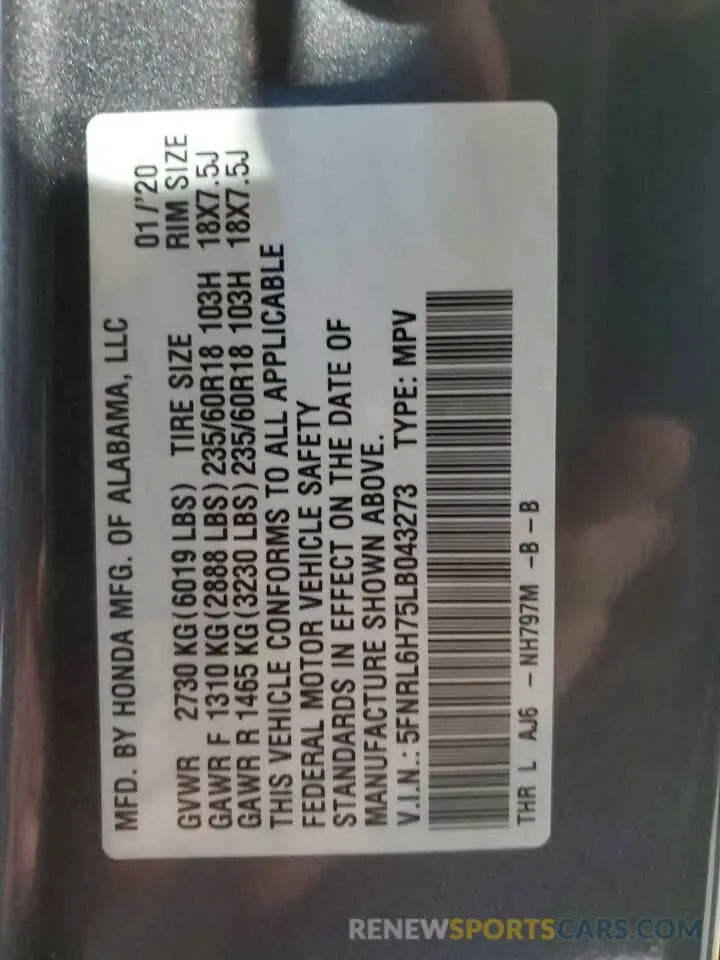 MFD. BY HONDA MFG. OF ALABAMA, LLC 01/'20
GVWR 2730 KG(6019 LBS) TIRE SIZE RIM SIZE
GAWR F 1310 KG(2888 LBS) 235/60R18 103H 18X7.5J
GAWR R 1465 KG(3230 LBS) 235/60R18 103H 18X7.5J
THIS VEHICLE CONFORMS TO ALL APPLICABLE
FEDERAL MOTOR VEHICLE SAFETY
STANDARDS IN EFFECT ON THE DATE OF
MANUFACTURE SHOWN ABOVE.
V.I.N.: 5FNRL6H75LB043273 TYPE: MPV
THR L AJ6 - NH797M -B-B
RENEWSPORTSCARS.COM